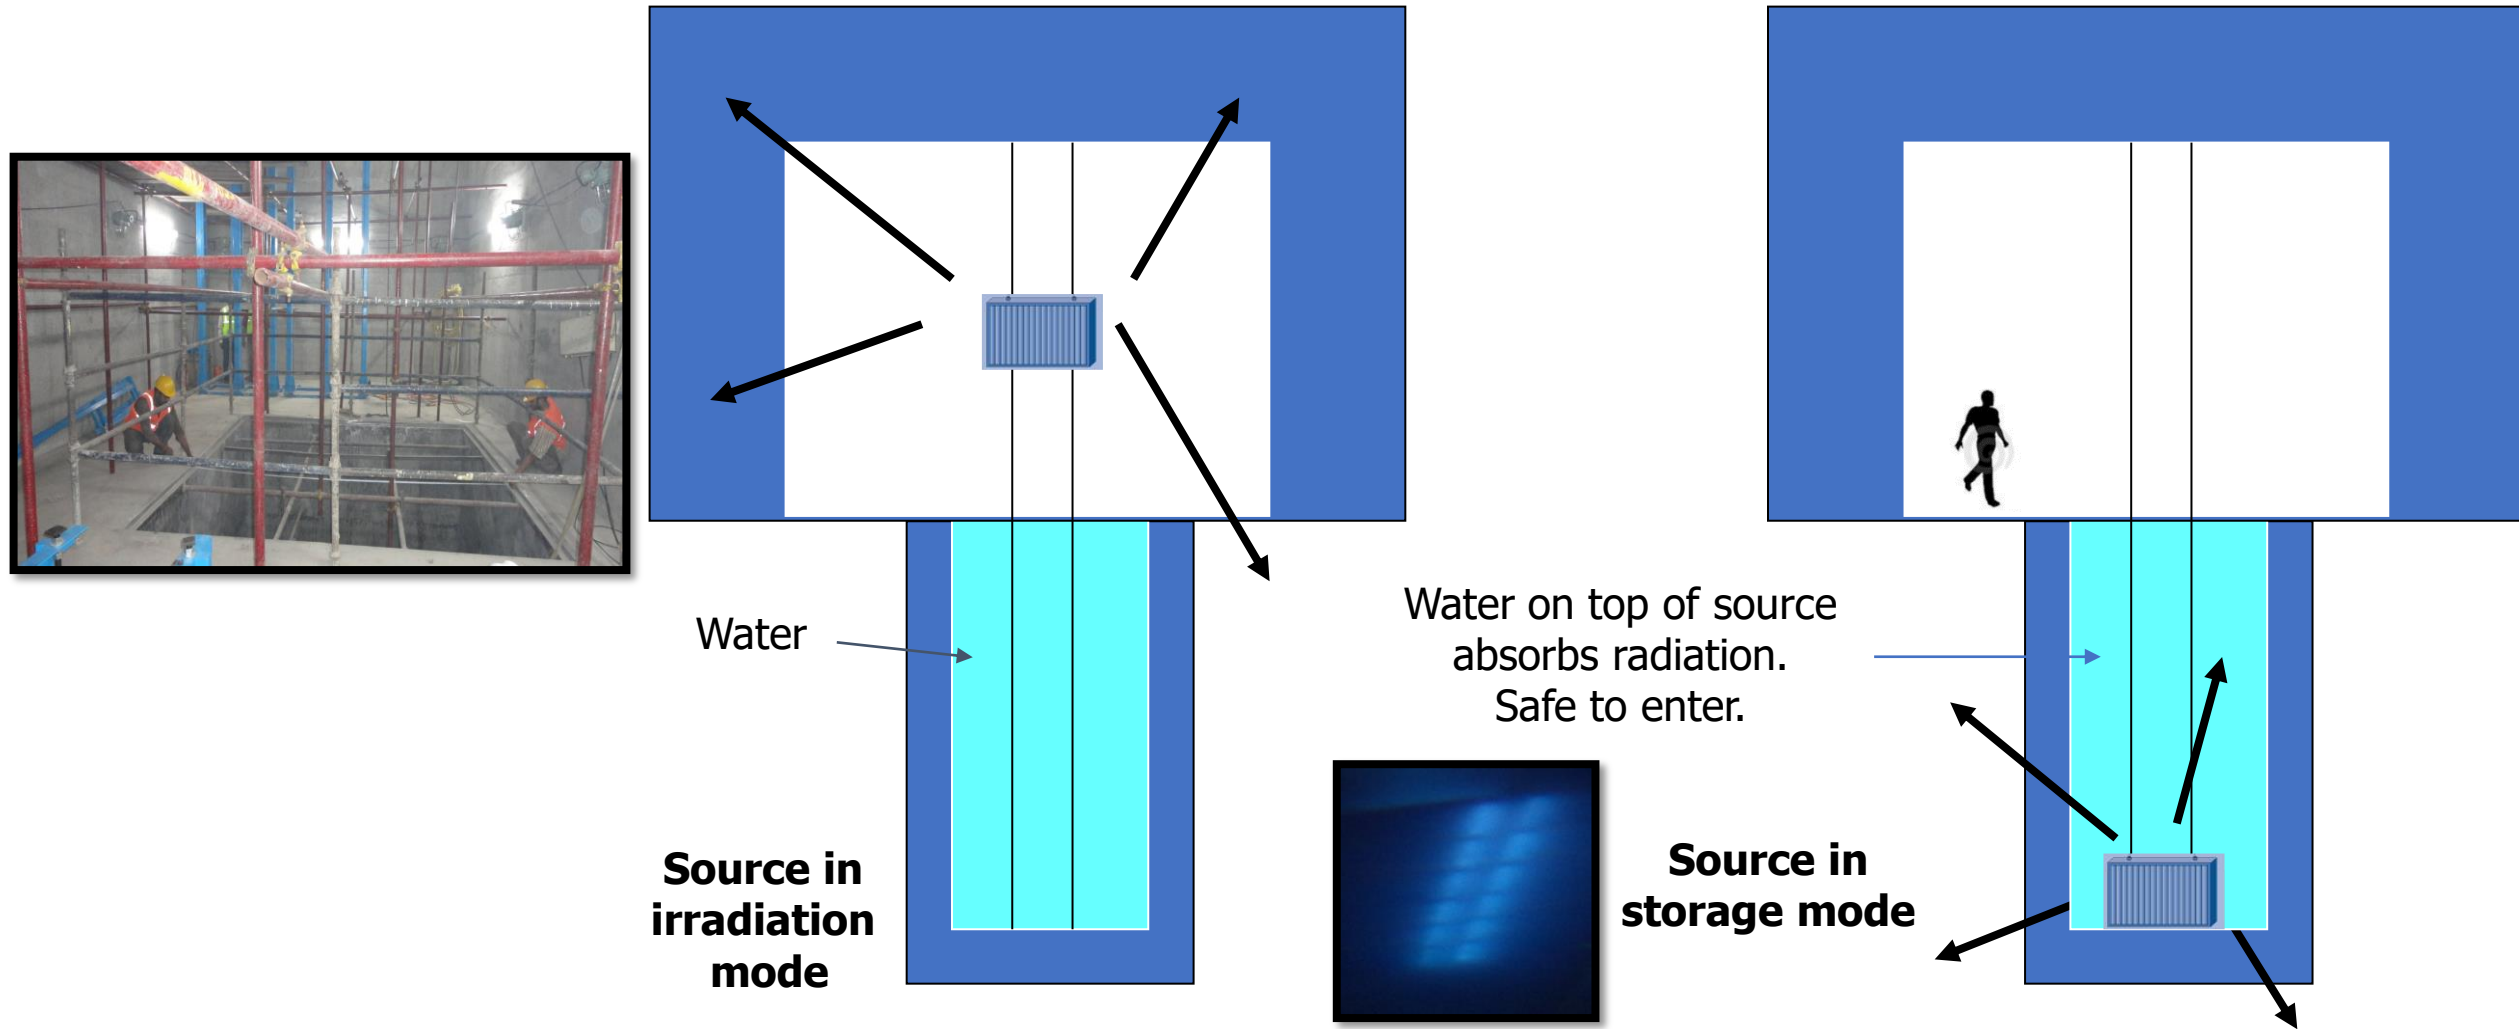 Water
Source in
irradiation
mode
Water on top of source
absorbs radiation.
Safe to enter.
Source in
storage mode